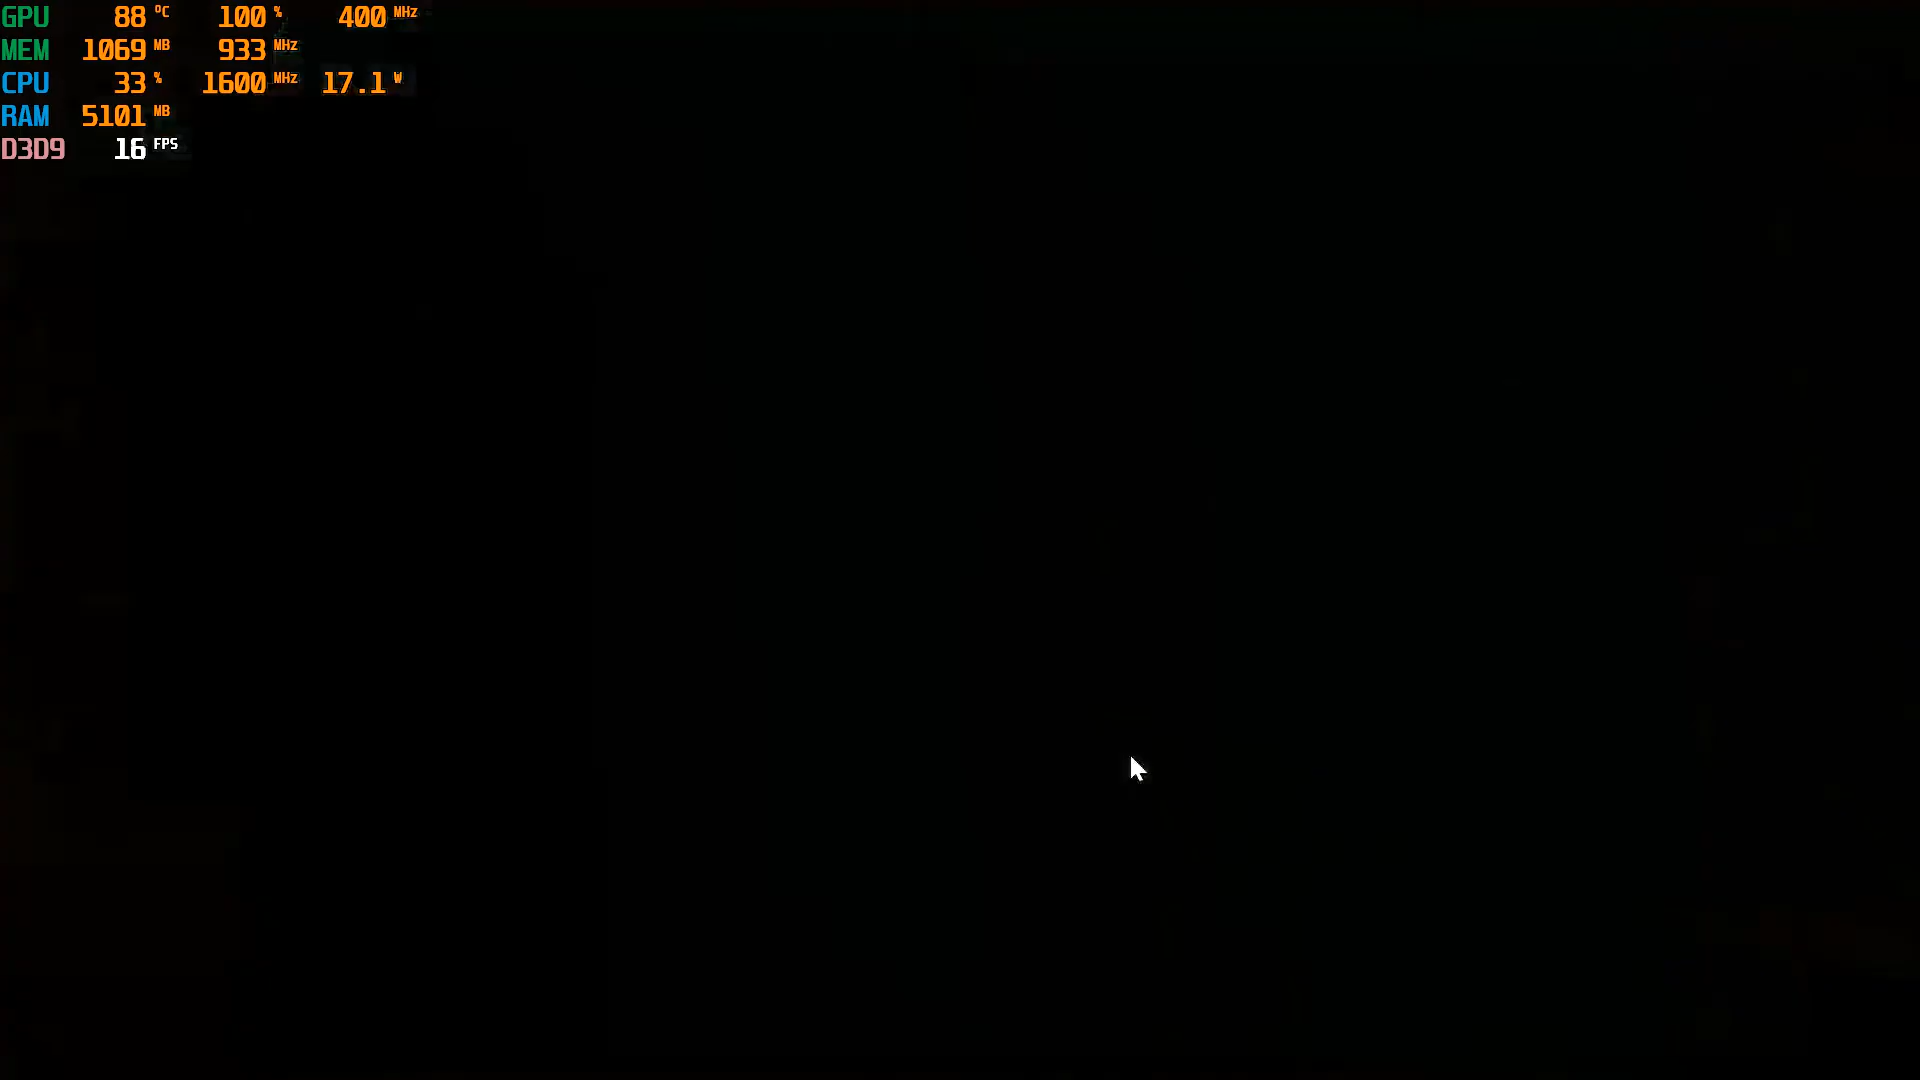 GPU 88 °C 100 % 400 MHz
MEM 1069 MB 933 MHz
CPU 33 % 1600 MHz 17.1 W
RAM 5101 MB
D3D9 16 FPS